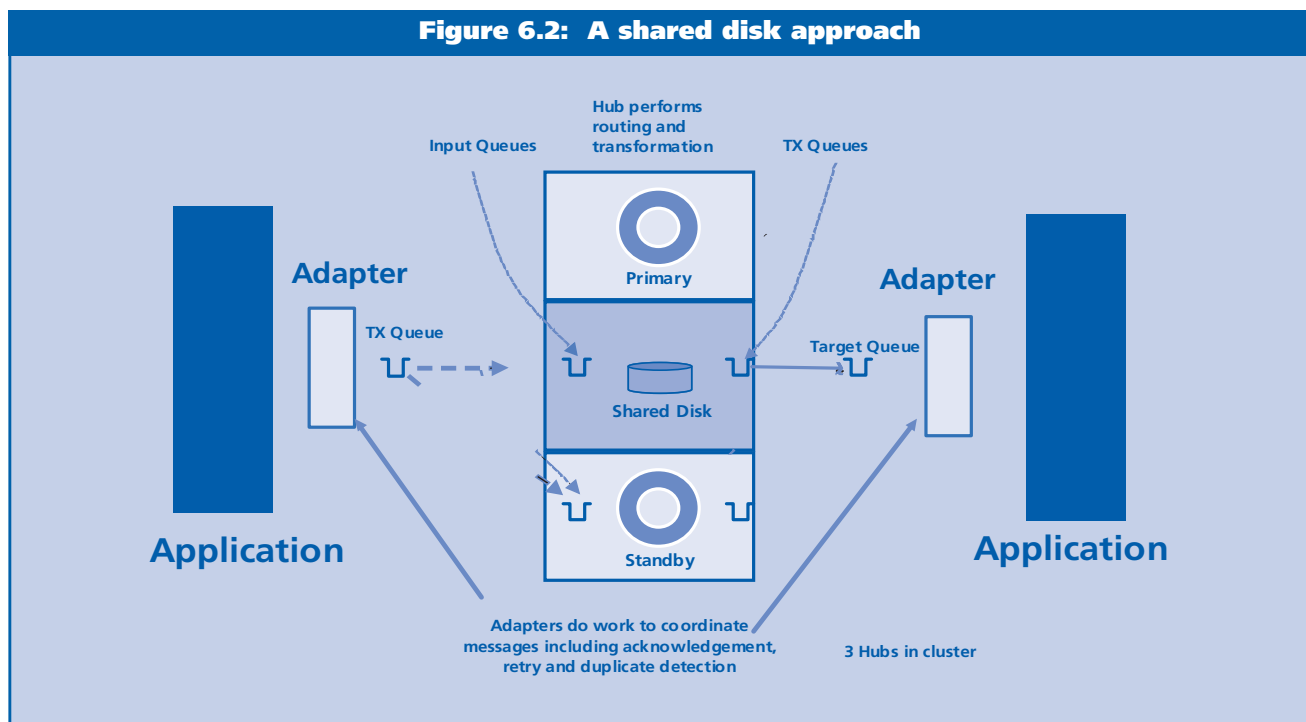 Figure 6.2: A shared disk approach
Hub performs
routing and
transformation
Input Queues
TX Queues
Primary
Adapter
Adapter
TX Queue
Target Queue
Shared Disk
Application
Application
Standby
Adapters do work to coordinate
messages including acknowledgement,
retry and duplicate detection
3 Hubs in cluster